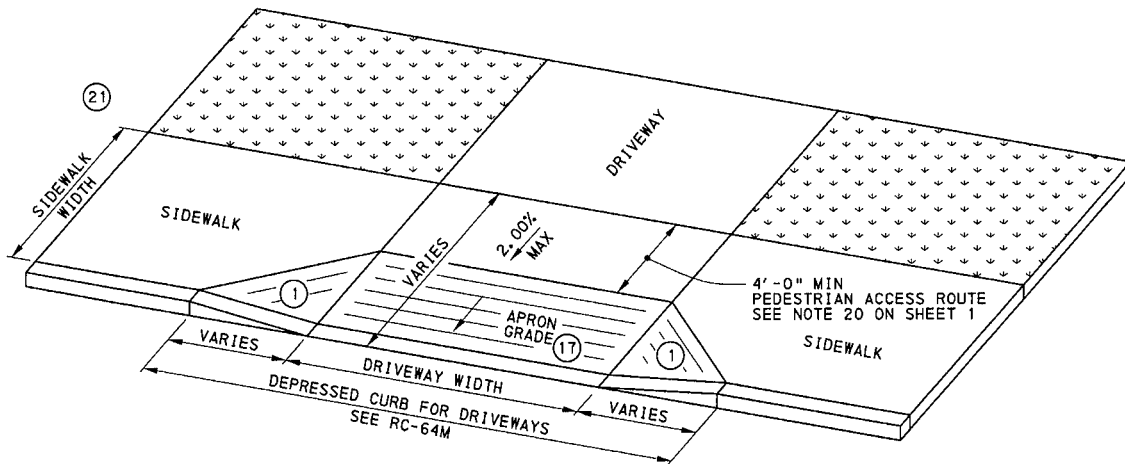 21
SIDEWALK
WIDTH
SIDEWALK
DRIVEWAY
2.00%
MAX
VARIES
1
4'-0" MIN
PEDESTRIAN ACCESS ROUTE
SEE NOTE 20 ON SHEET 1
SIDEWALK
APRON
GRADE
17
1
VARIES
DRIVEWAY WIDTH
VARIES
DEPRESSED CURB FOR DRIVEWAYS
SEE RC-64M